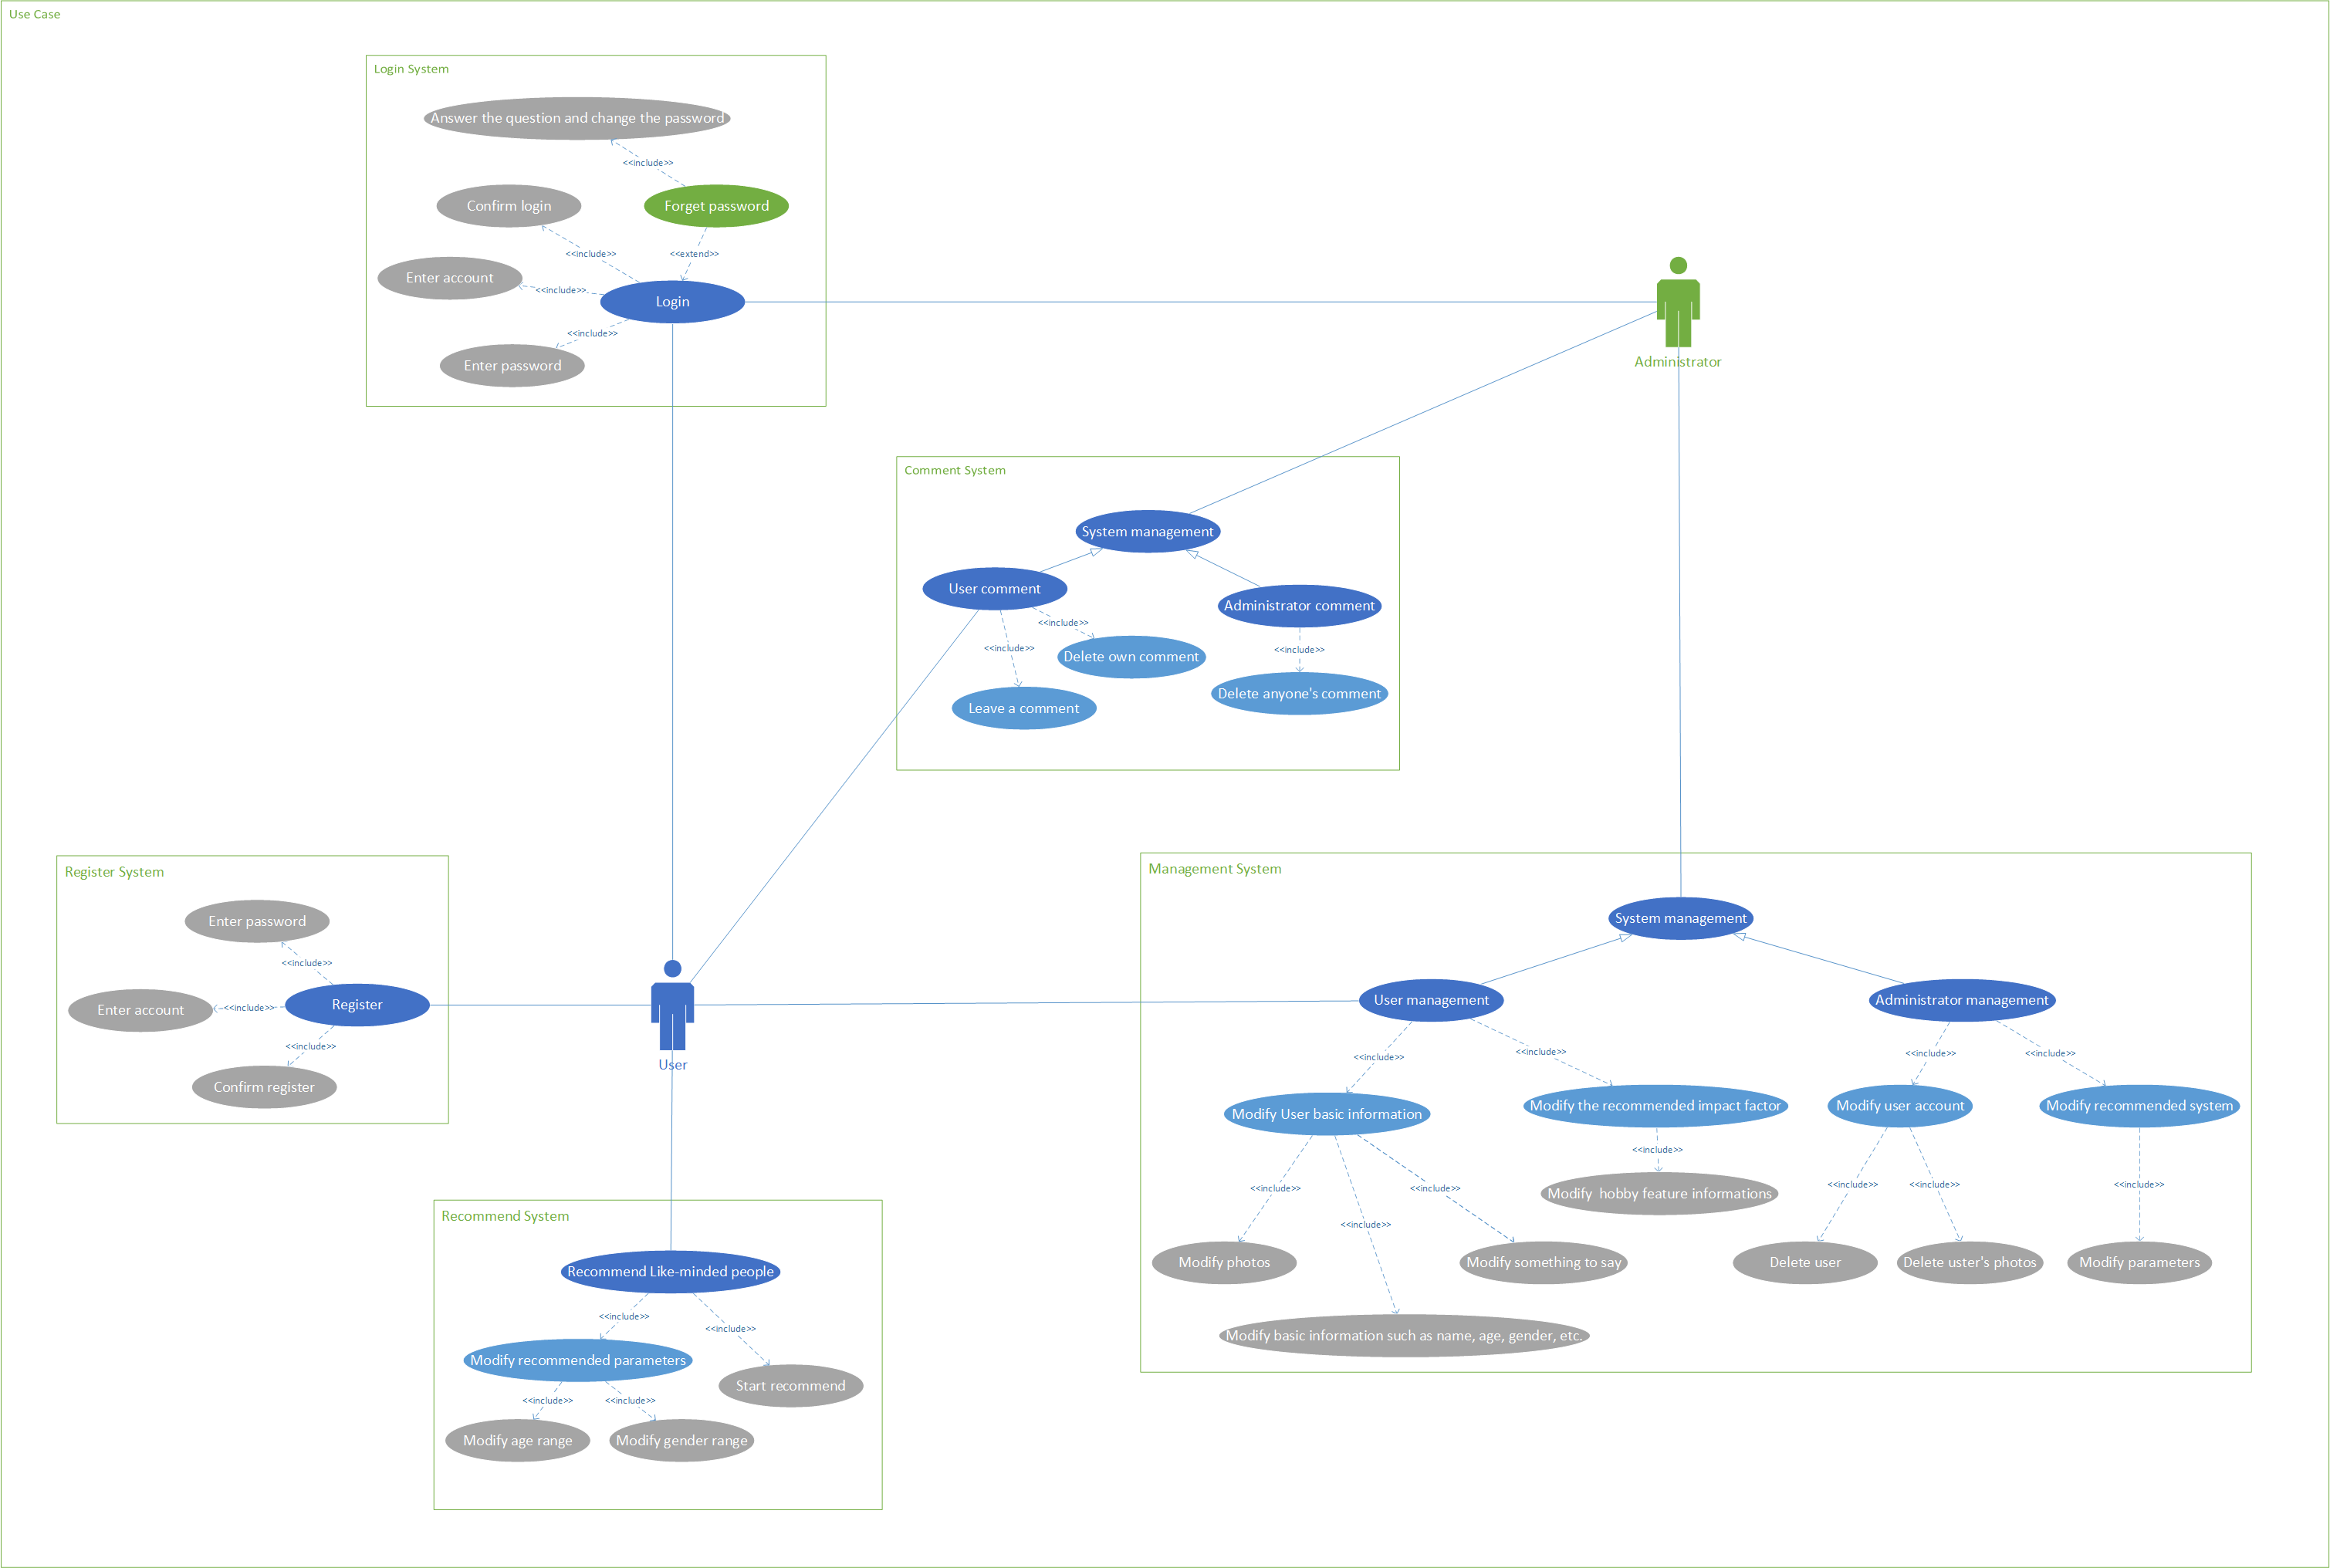 Use Case
Login System
Answer the question and change the password
<<include>>
Confirm login
Forget password
<<include>>
<<extend>>
Enter account
<<include>>
Login
<<include>>
Enter password
Administrator
Comment System
System management
User comment
Administrator comment
<<include>>
<<include>>
<<include>>
Delete own comment
Delete anyone's comment
Leave a comment
Register System
Enter password
<<include>>
Enter account
<<include>>
Register
<<include>>
Confirm register
User
Management System
System management
User management
Administrator management
<<include>>
<<include>>
<<include>>
<<include>>
Modify User basic information
Modify the recommended impact factor
Modify user account
Modify recommended system
<<include>>
<<include>>
<<include>>
<<include>>
<<include>>
<<include>>
Modify  hobby feature informations
<<include>>
Modify photos
Modify something to say
Delete user
Delete uster's photos
Modify parameters
Modify basic information such as name, age, gender, etc.
Recommend System
Recommend Like-minded people
<<include>>
<<include>>
Modify recommended parameters
Start recommend
<<include>>
<<include>>
Modify age range
Modify gender range